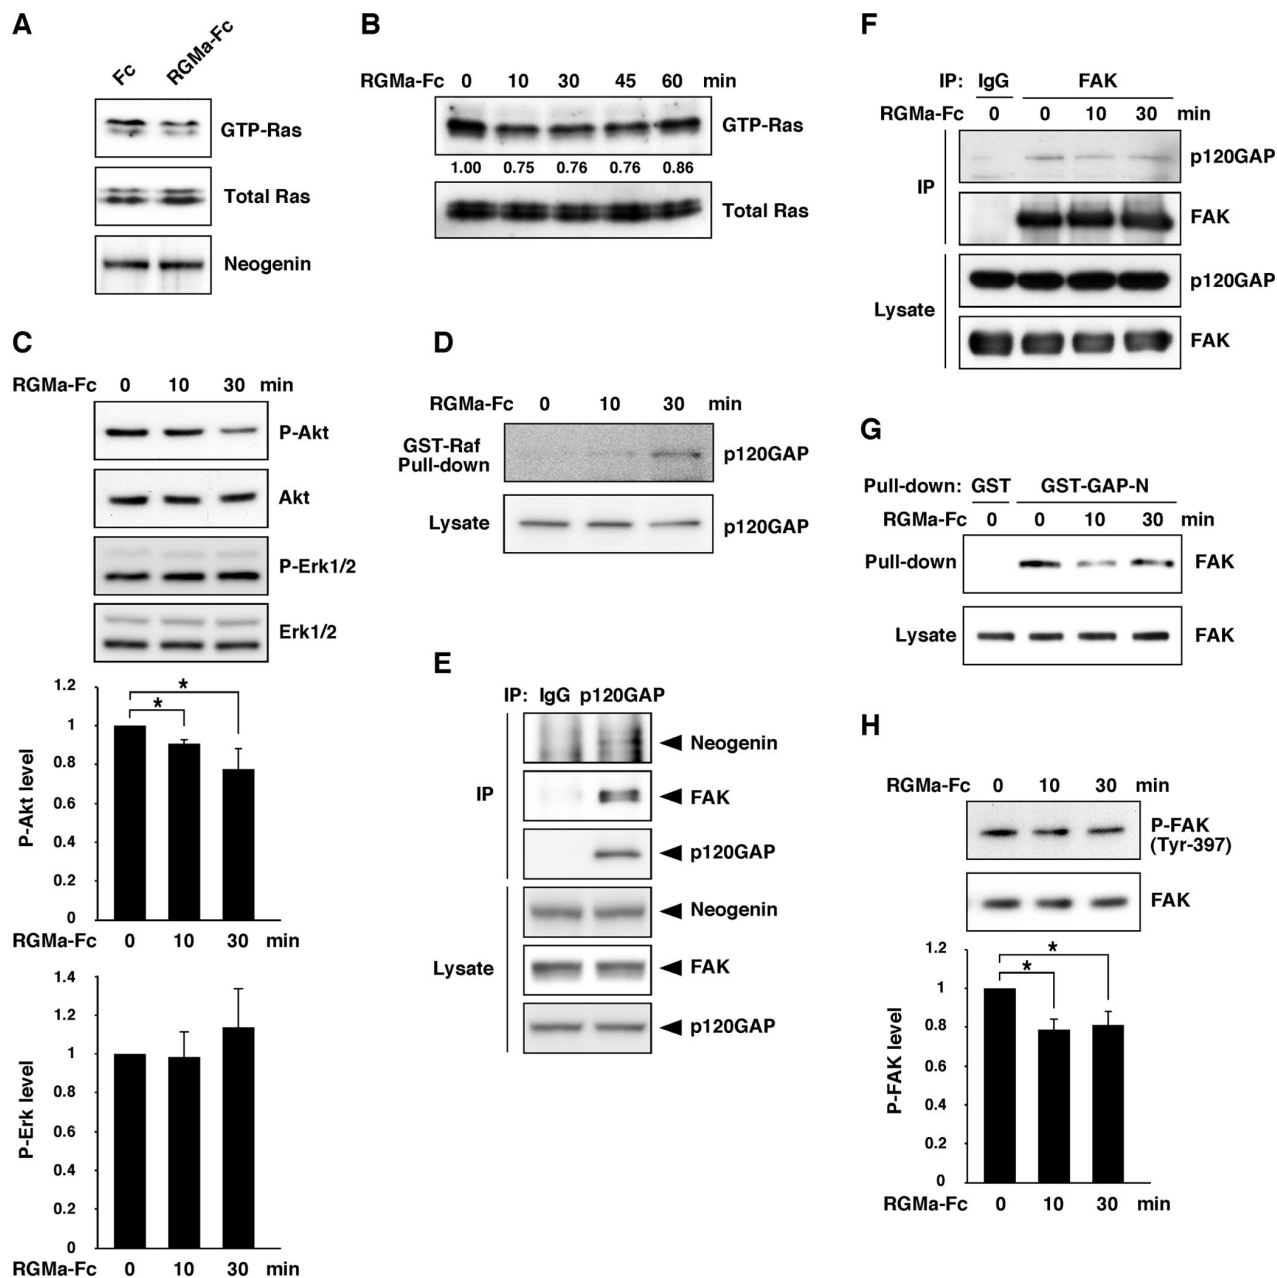 A
Fc RGMa-Fc
GTP-Ras
Total Ras
Neogenin
B
RGMa-Fc 0 10 30 45 60 min
GTP-Ras
1.00 0.75 0.76 0.76 0.86
Total Ras
C
RGMa-Fc 0 10 30 min
P-Akt
Akt
P-Erk1/2
Erk1/2
1.2
1
0.8
0.6
0.4
0.2
0
P-Akt level
* *
RGMa-Fc 0 10 30 min
1.4
1.2
1
0.8
0.6
0.4
0.2
0
P-Erk level
RGMa-Fc 0 10 30 min
D
RGMa-Fc 0 10 30 min
GST-Raf
Pull-down p120GAP
Lysate p120GAP
E
IP: IgG p120GAP
IP
Neogenin
FAK
p120GAP
Lysate
Neogenin
FAK
p120GAP
F
IP: IgG FAK
RGMa-Fc 0 0 10 30 min
IP
p120GAP
FAK
Lysate
p120GAP
FAK
G
Pull-down: GST GST-GAP-N
RGMa-Fc 0 0 10 30 min
Pull-down FAK
Lysate FAK
H
RGMa-Fc 0 10 30 min
P-FAK
(Tyr-397)
FAK
1.2
1
0.8
0.6
0.4
0.2
0
P-FAK level
* *
RGMa-Fc 0 10 30 min